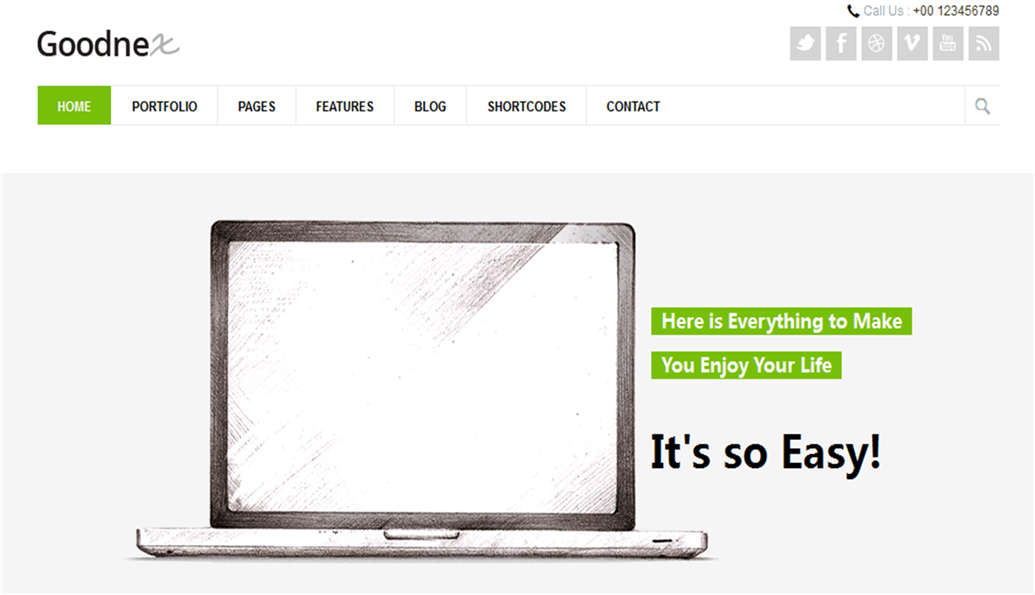 Call Us : +00 123456789
Goodnex
HOME PORTFOLIO PAGES FEATURES BLOG SHORTCODES CONTACT
Here is Everything to Make
You Enjoy Your Life
It's so Easy!